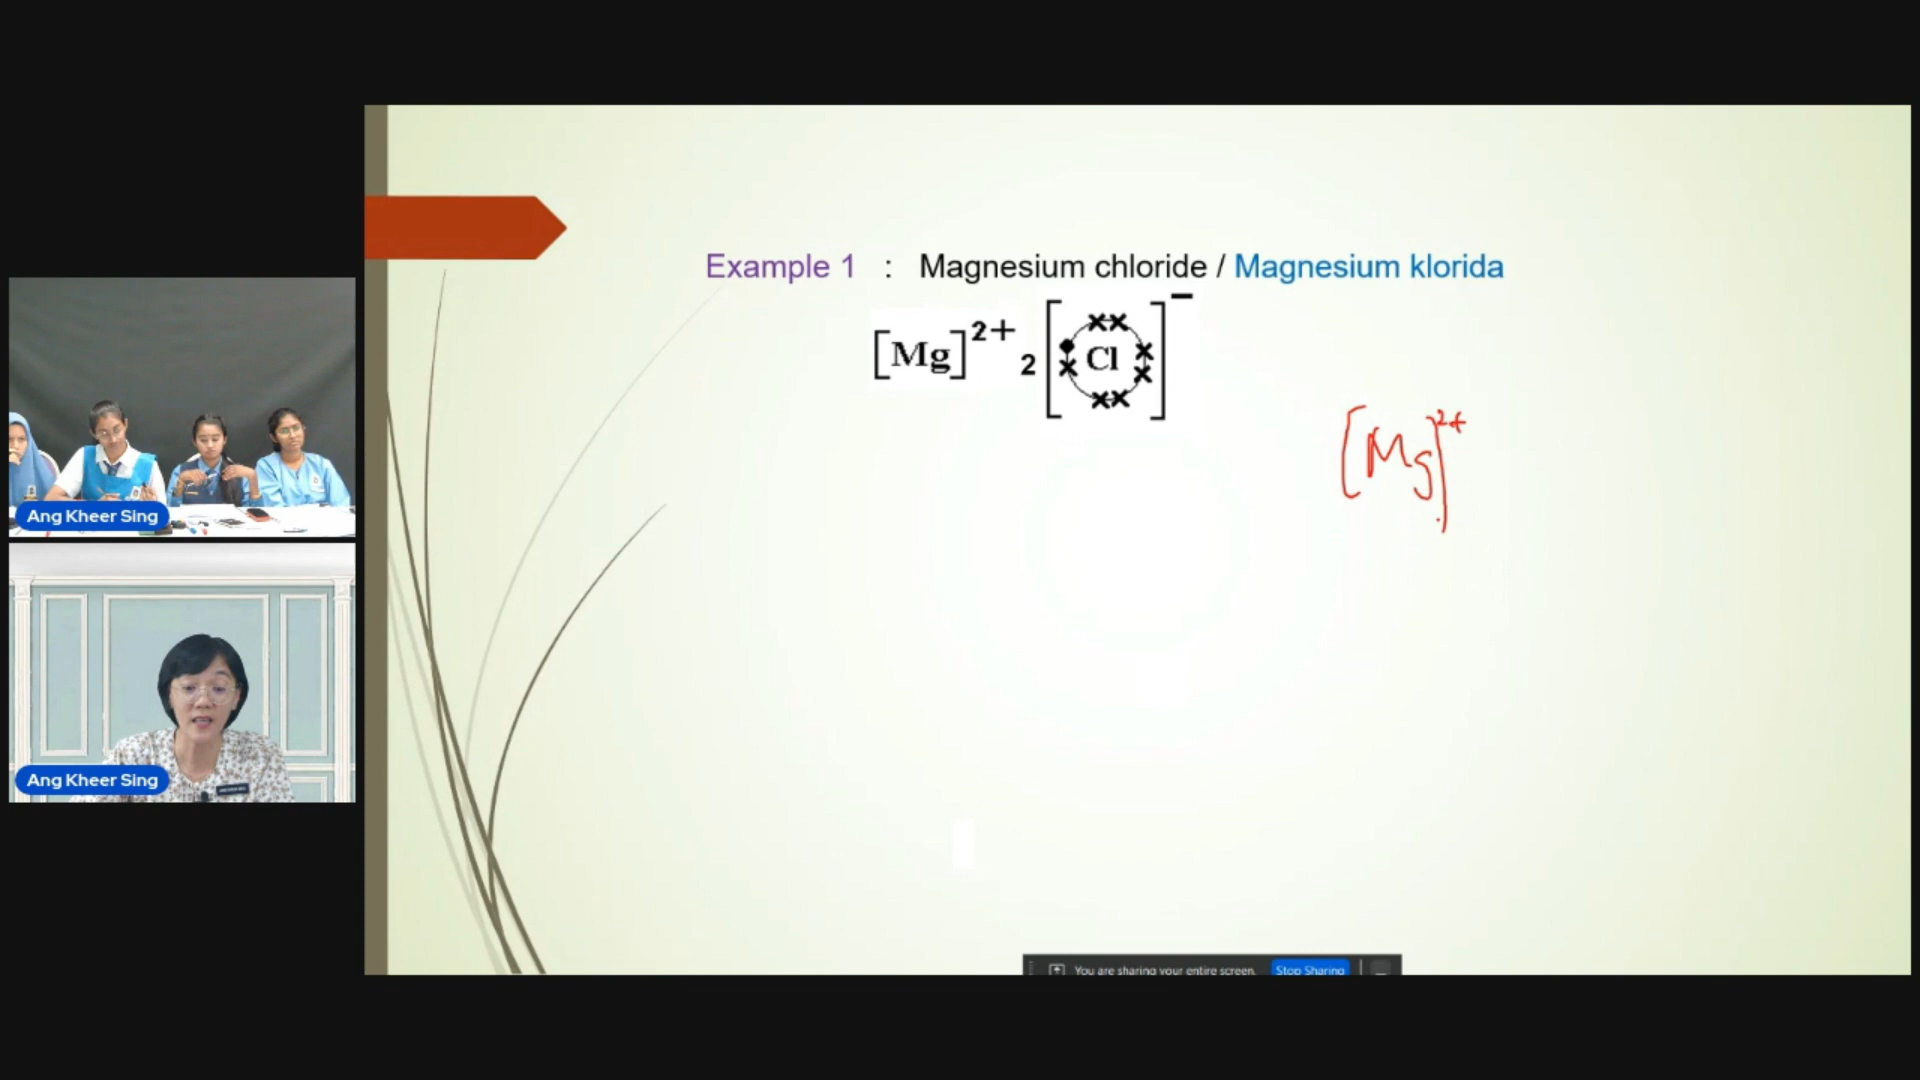 Example 1 : Magnesium chloride / Magnesium klorida
[Mg]2+ 2[Cl]−
[Mg]2+
Ang Kheer Sing
Ang Kheer Sing
You are sharing your entire screen. Stop Sharing